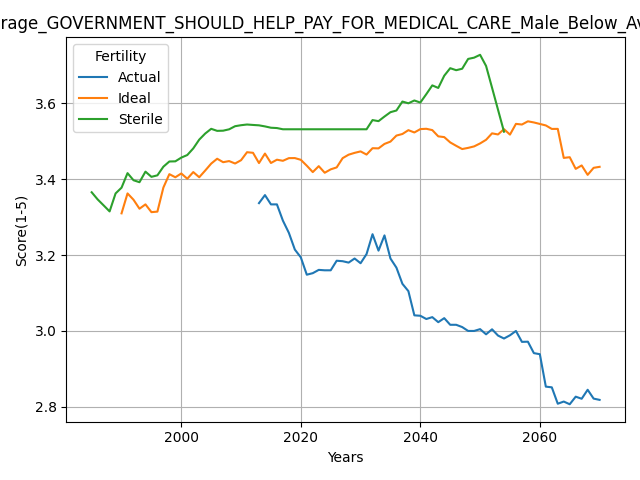 rage_GOVERNMENT_SHOULD_HELP_PAY_FOR_MEDICAL_CARE_Male_Below_Av
Fertility
Actual
Ideal
Sterile
Score(1-5)
3.6
3.4
3.2
3.0
2.8
2000
2020
2040
2060
Years